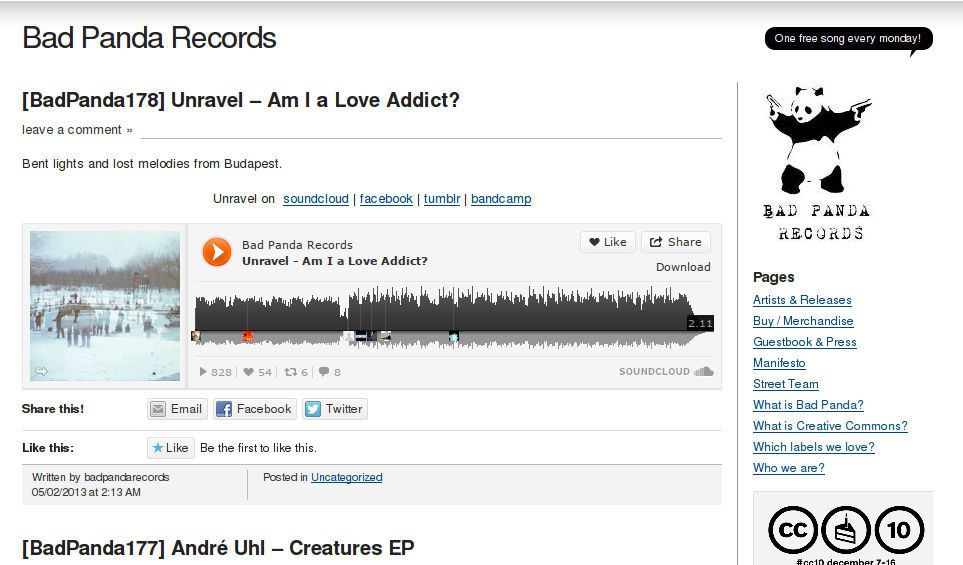 Bad Panda Records
One free song every monday!
[BadPanda178] Unravel – Am I a Love Addict?
leave a comment »
Bent lights and lost melodies from Budapest.
Unravel on soundcloud | facebook | tumblr | bandcamp
Bad Panda Records
Unravel - Am I a Love Addict?
Like
Share
Download
2.11
828
54
6
8
SOUNDCLOUD
Share this!
Email
Facebook
Twitter
Like this:
Like
Be the first to like this.
Written by badpandarecords
05/02/2013 at 2:13 AM
Posted in Uncategorized
[BadPanda177] André Uhl – Creatures EP
BAD PANDA
RECORDS
Pages
Artists & Releases
Buy / Merchandise
Guestbook & Press
Manifesto
Street Team
What is Bad Panda?
What is Creative Commons?
Which labels we love?
Who we are?
CC
10
#cc10 december 7-16